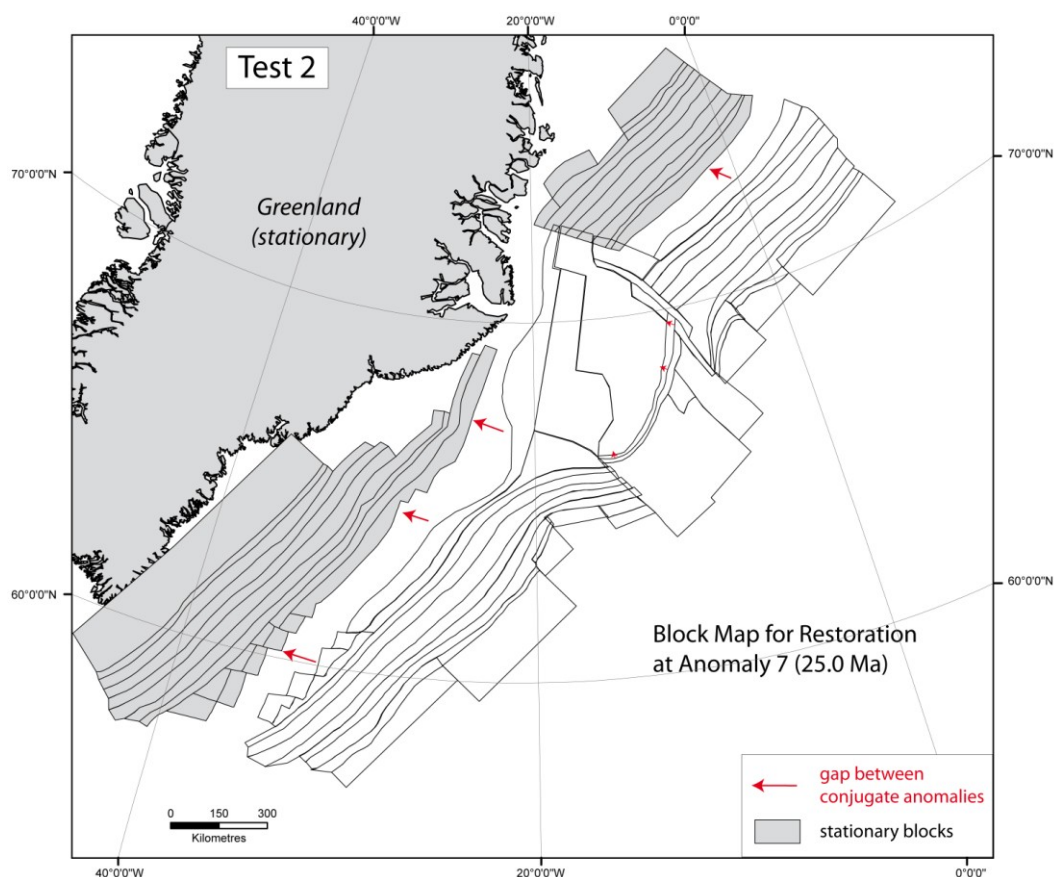 40°0'0"W
20°0'0"W
0°0'0"
Test 2
70°0'0"N
70°0'0"N
Greenland
(stationary)
60°0'0"N
60°0'0"N
Block Map for Restoration
at Anomaly 7 (25.0 Ma)
gap between
conjugate anomalies
stationary blocks
0 150 300
Kilometres
40°0'0"W
20°0'0"W
0°0'0"